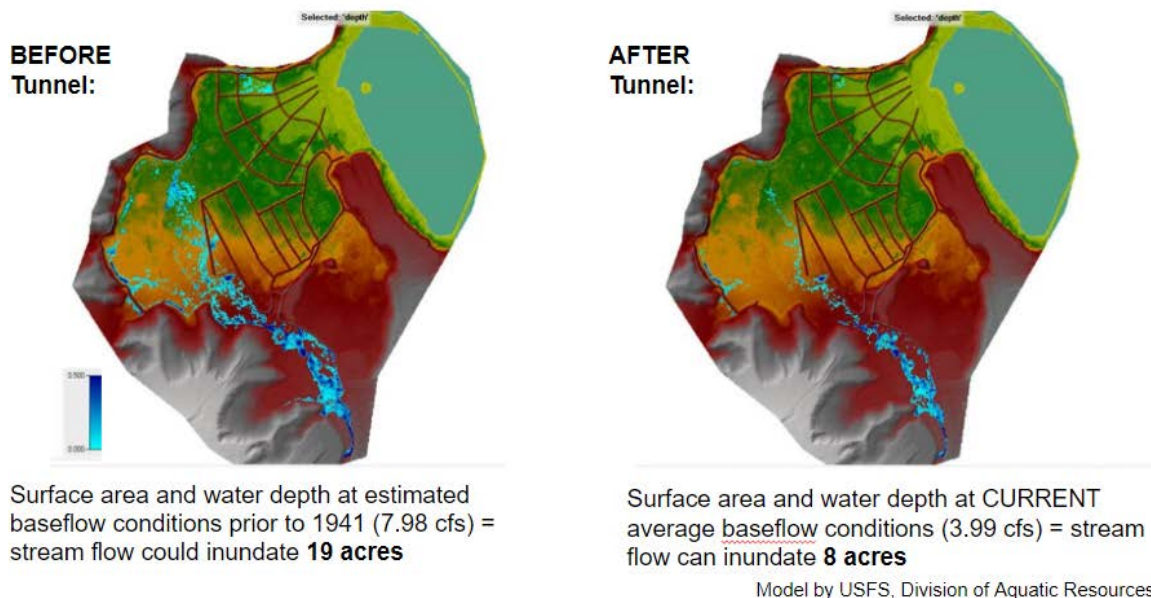 Selected: 'depth'
BEFORE
Tunnel:
0.500
0.000
Surface area and water depth at estimated
baseflow conditions prior to 1941 (7.98 cfs) =
stream flow could inundate 19 acres
Selected: 'depth'
AFTER
Tunnel:
Surface area and water depth at CURRENT
average baseflow conditions (3.99 cfs) = stream
flow can inundate 8 acres
Model by USFS, Division of Aquatic Resources